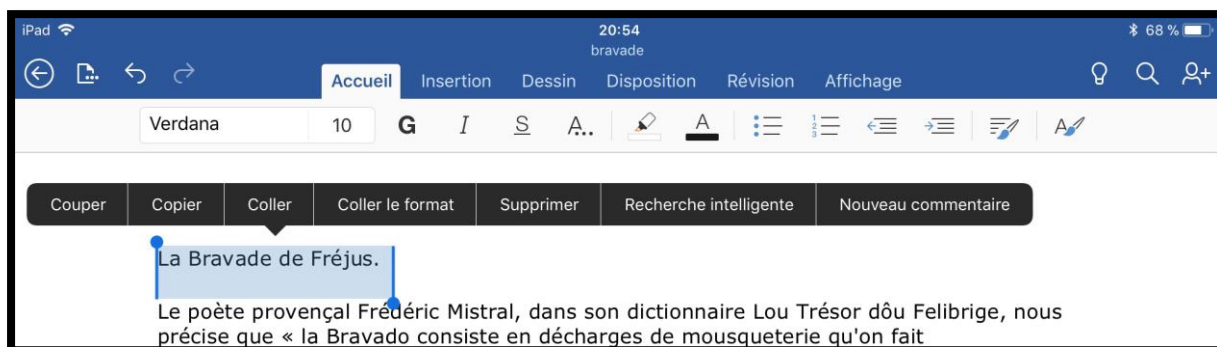 iPad 20:54 68 %
bravade
Accueil Insertion Dessin Disposition Révision Affichage
Verdana 10 G I S A.. A
Couper Copier Coller Coller le format Supprimer Recherche intelligente Nouveau commentaire
La Bravade de Fréjus.
Le poète provençal Frédéric Mistral, dans son dictionnaire Lou Trésor dôu Felibrige, nous
précise que « la Bravado consiste en décharges de mousqueterie qu'on fait